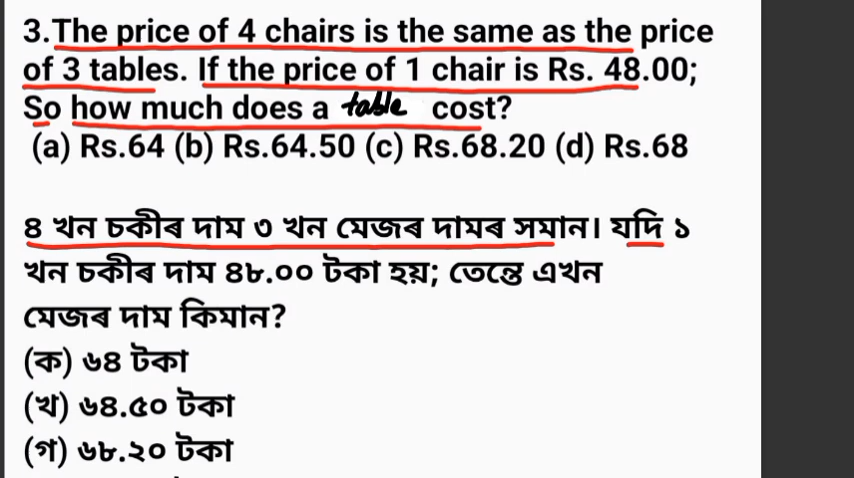 3.The price of 4 chairs is the same as the price
of 3 tables. If the price of 1 chair is Rs. 48.00;
So how much does a table cost?
(a) Rs.64 (b) Rs.64.50 (c) Rs.68.20 (d) Rs.68
৪ খন চকীৰ দাম ৩ খন মেজৰ দামৰ সমান। যদি ১
খন চকীৰ দাম ৪৮.০০ টকা হয়; তেন্তে এখন
মেজৰ দাম কিমান?
(ক) ৬৪ টকা
(খ) ৬৪.৫০ টকা
(গ) ৬৮.২০ টকা